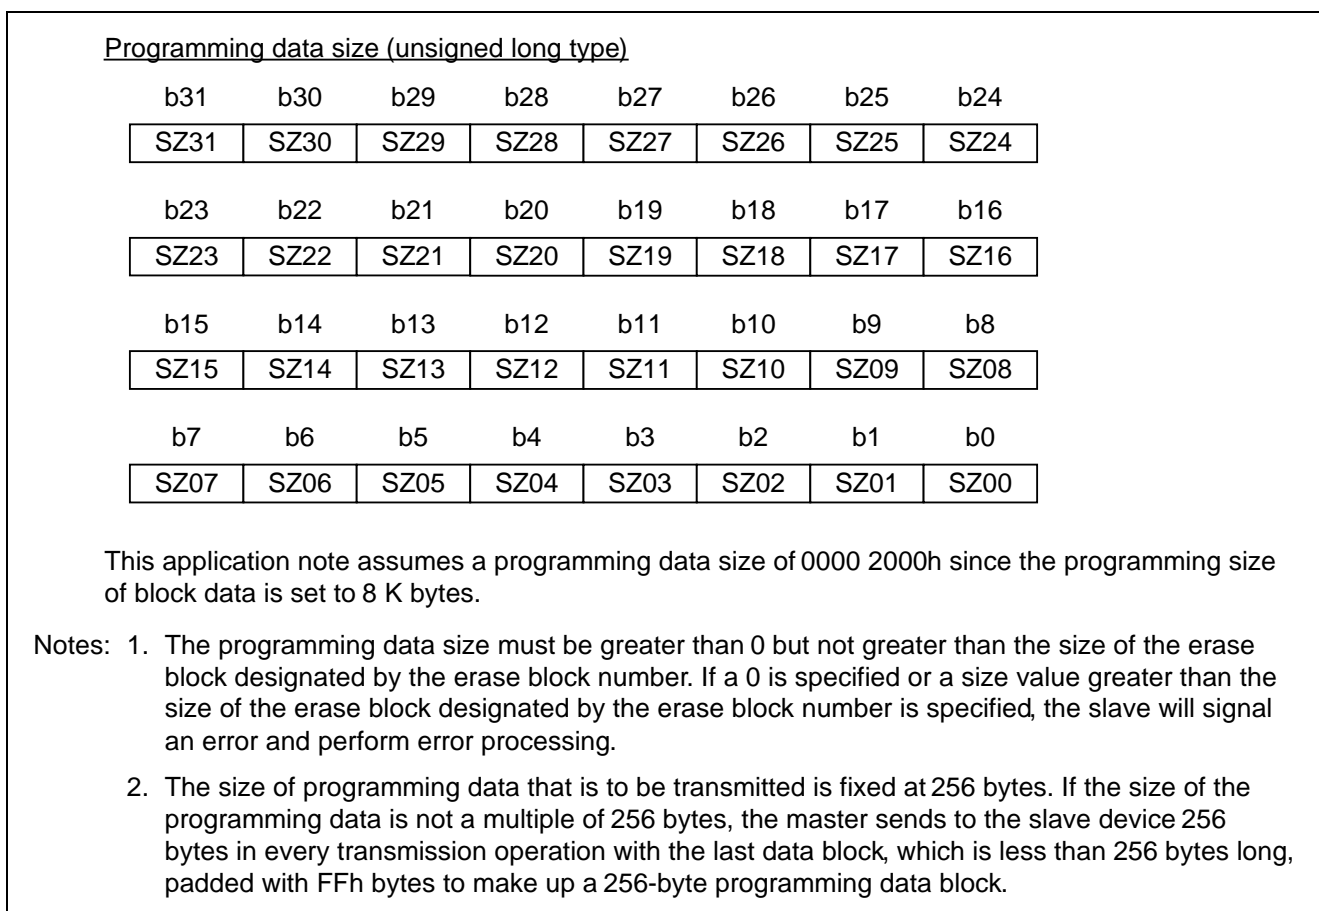 Programming data size (unsigned long type)
b31 b30 b29 b28 b27 b26 b25 b24
SZ31 SZ30 SZ29 SZ28 SZ27 SZ26 SZ25 SZ24
b23 b22 b21 b20 b19 b18 b17 b16
SZ23 SZ22 SZ21 SZ20 SZ19 SZ18 SZ17 SZ16
b15 b14 b13 b12 b11 b10 b9 b8
SZ15 SZ14 SZ13 SZ12 SZ11 SZ10 SZ09 SZ08
b7 b6 b5 b4 b3 b2 b1 b0
SZ07 SZ06 SZ05 SZ04 SZ03 SZ02 SZ01 SZ00
This application note assumes a programming data size of 0000 2000h since the programming size
of block data is set to 8 K bytes.
Notes: 1. The programming data size must be greater than 0 but not greater than the size of the erase
block designated by the erase block number. If a 0 is specified or a size value greater than the
size of the erase block designated by the erase block number is specified, the slave will signal
an error and perform error processing.
2. The size of programming data that is to be transmitted is fixed at 256 bytes. If the size of the
programming data is not a multiple of 256 bytes, the master sends to the slave device 256
bytes in every transmission operation with the last data block, which is less than 256 bytes long,
padded with FFh bytes to make up a 256-byte programming data block.